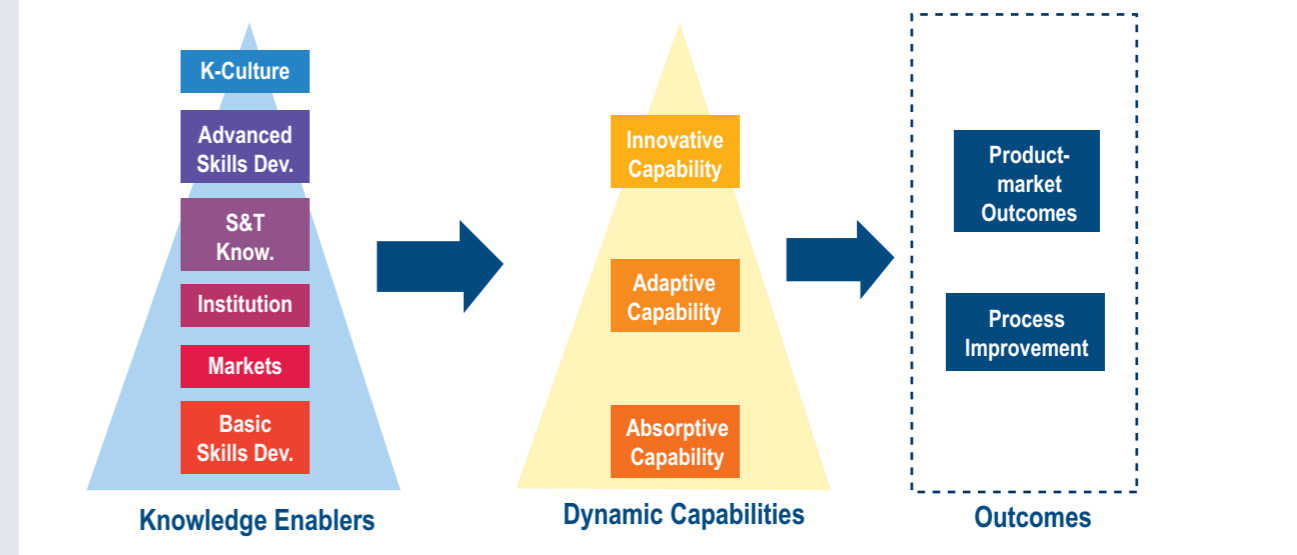 K-Culture
Advanced
Skills Dev.
S&T
Know.
Institution
Markets
Basic
Skills Dev.
Knowledge Enablers
Innovative
Capability
Adaptive
Capability
Absorptive
Capability
Dynamic Capabilities
Product-
market
Outcomes
Process
Improvement
Outcomes